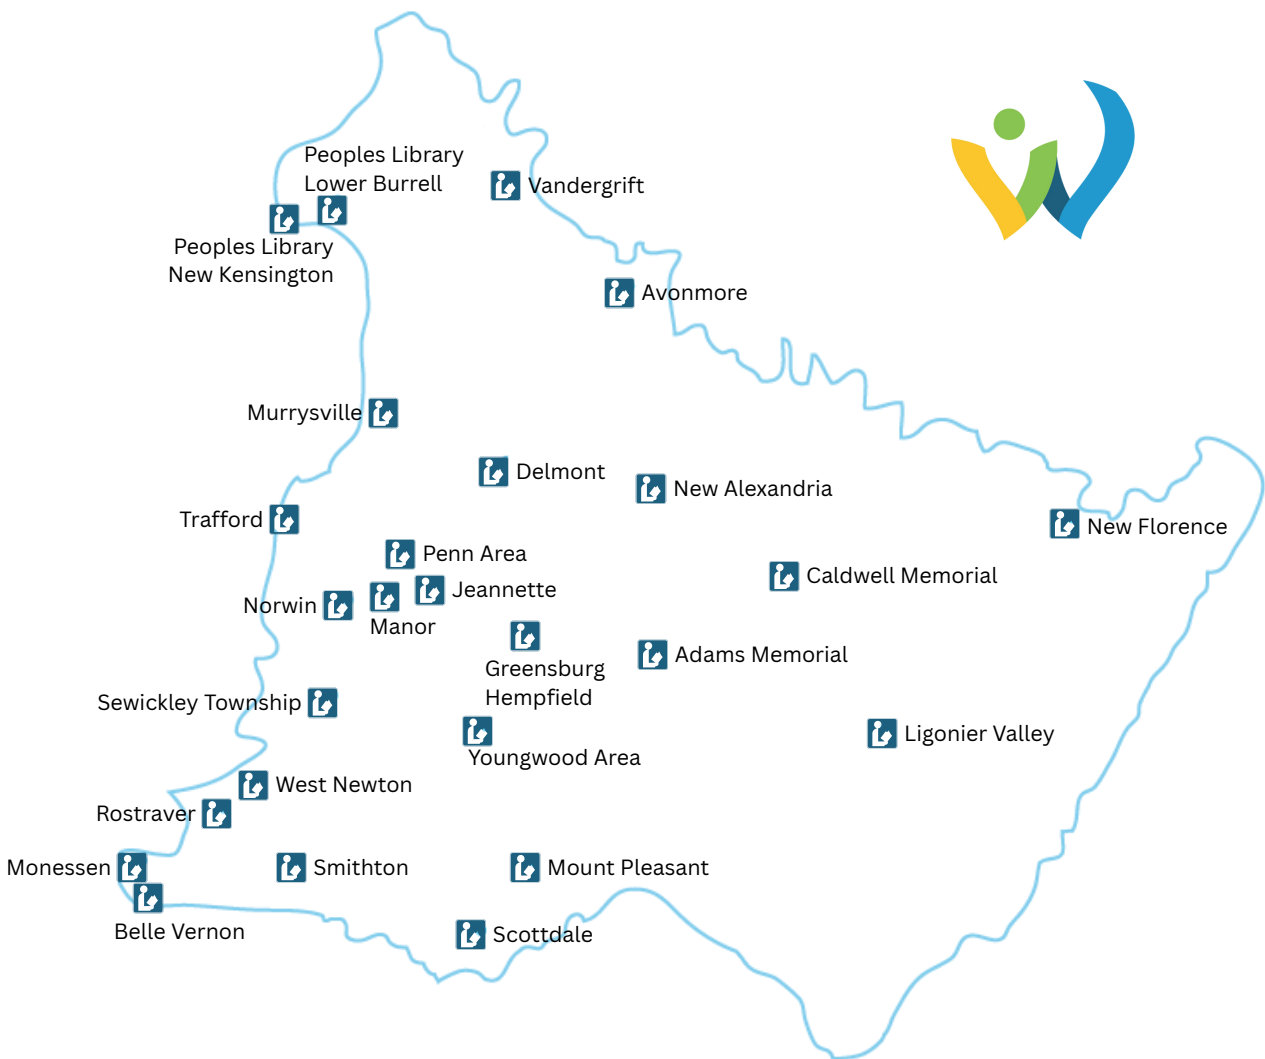 Peoples Library
Lower Burrell
Vandergrift
Peoples Library
New Kensington
Avonmore
Murrysville
Delmont
New Alexandria
Trafford
New Florence
Penn Area
Caldwell Memorial
Jeannette
Norwin
Manor
Adams Memorial
Greensburg
Hempfield
Sewickley Township
Ligonier Valley
Youngwood Area
West Newton
Rostraver
Monessen
Smithton
Mount Pleasant
Belle Vernon
Scottdale